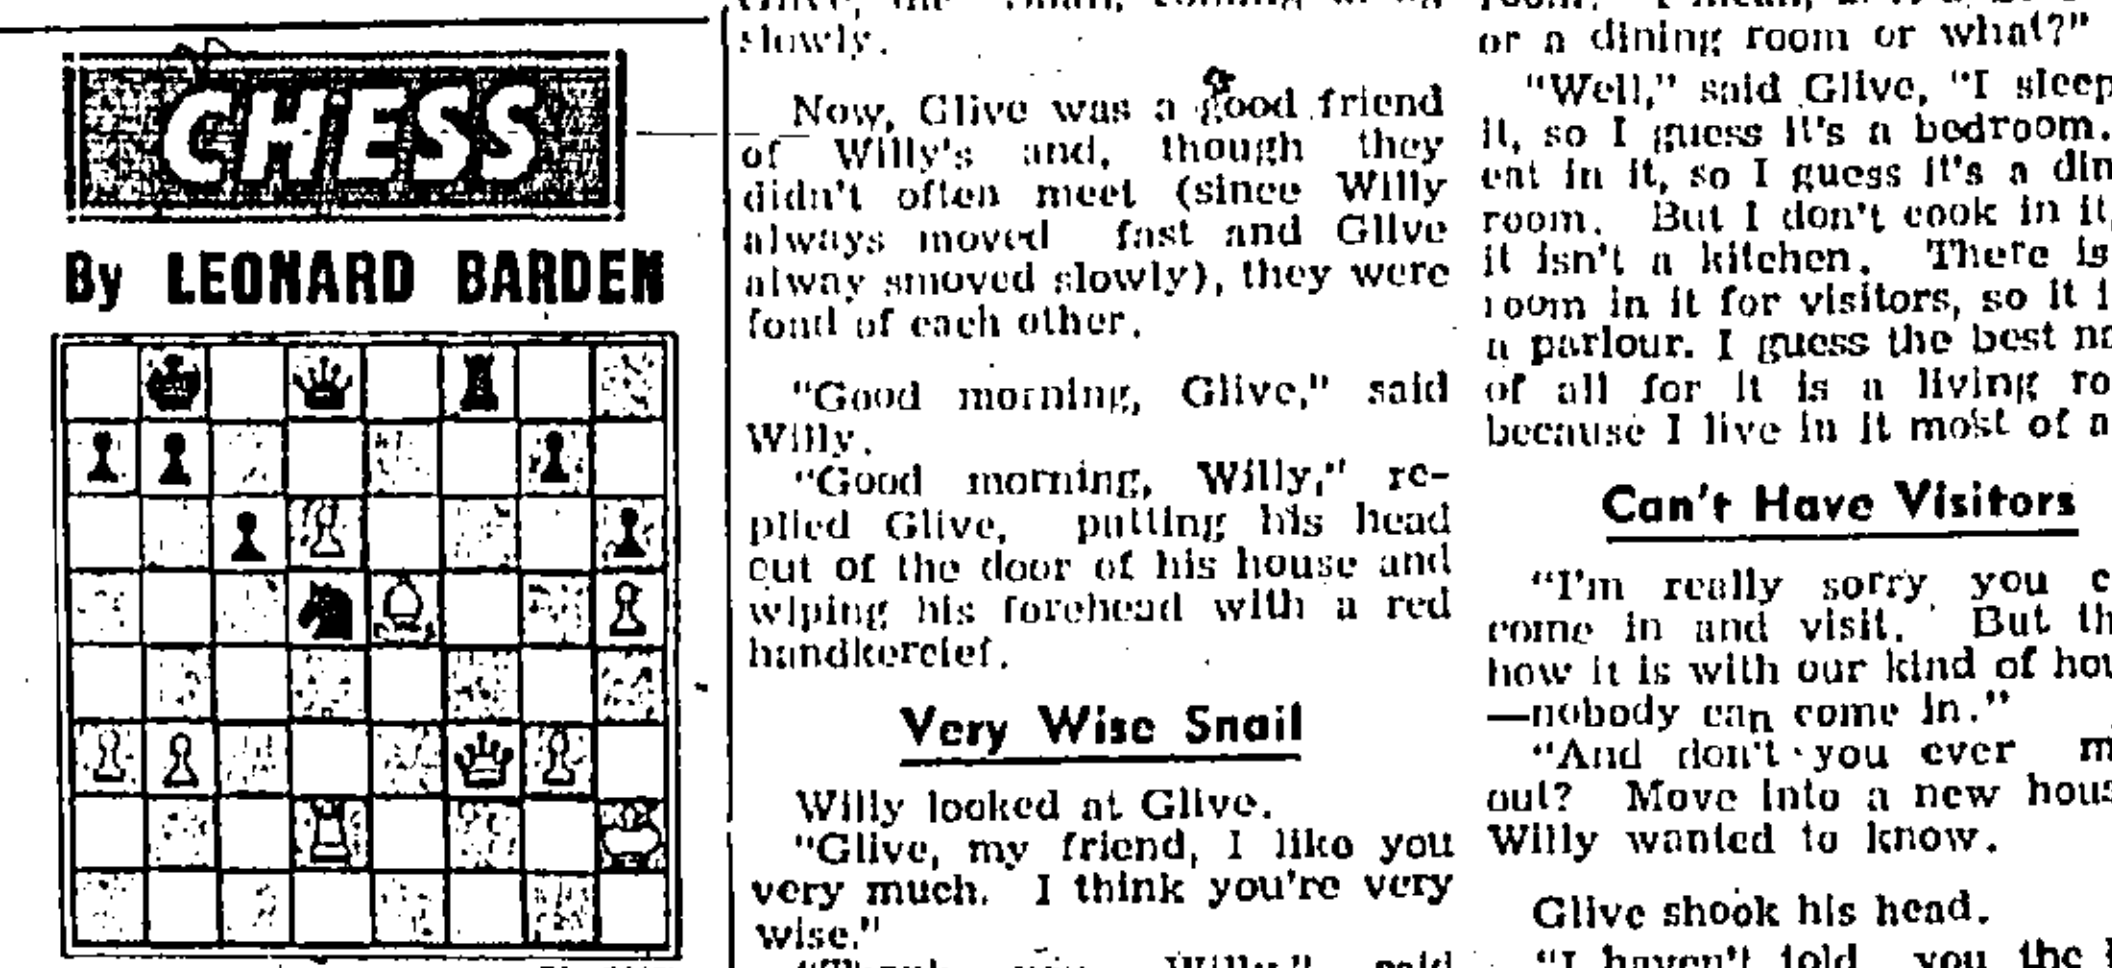 CHESS
By LEONARD BARDEN
slowly.
Now, Glive was a good friend
of Willy's and, though they
didn't often meet (since Willy
always moved fast and Glive
alway smoved slowly), they were
fond of each other.
"Good morning, Glive," said
Willy.
"Good morning, Willy," re-
plied Glive, putting his head
out of the door of his house and
wiping his forehead with a red
handkerclef.
Very Wise Snail
Willy looked at Glive.
"Glive, my friend, I like you
very much. I think you're very
wise."
or a dining room or what?"
"Well," said Glive, "I sleep
it, so I guess it's a bedroom.
eat in it, so I guess it's a din
room. But I don't cook in it,
it isn't a kitchen. There is
room in it for visitors, so it i
a parlour. I guess the best na
of all for it is a living ro
because I live in it most of a
Can't Have Visitors
"I'm really sorry you c
come in and visit. But th
how it is with our kind of hou
—nobody can come in."
"And don't you ever m
out? Move into a new hous
Willy wanted to know.
Glive shook his head.
"I haven't told you the